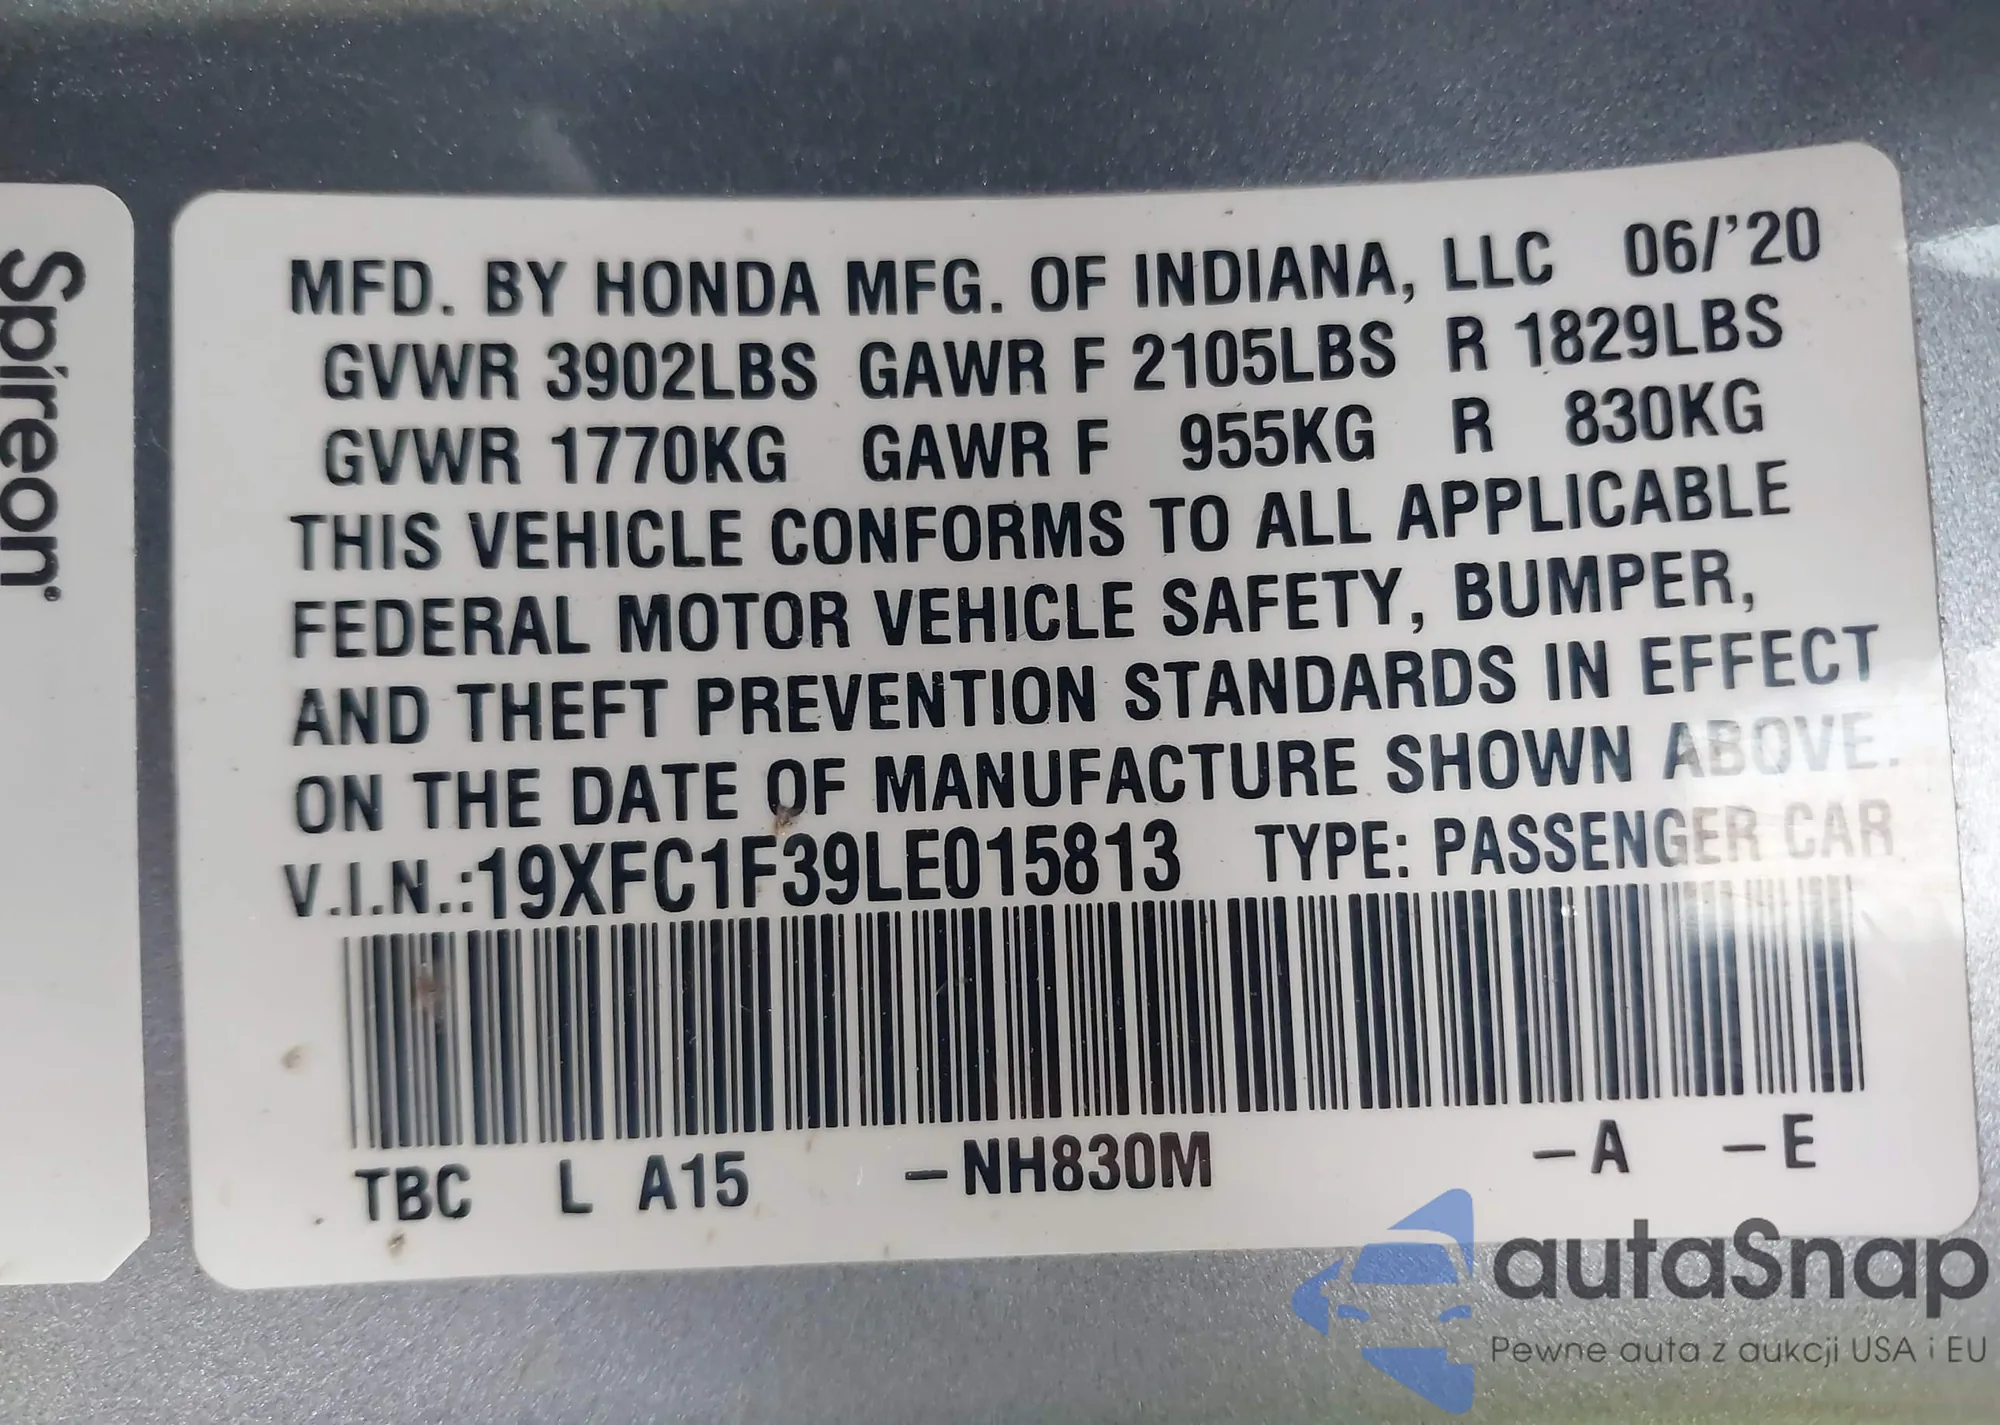 Spireon
MFD. BY HONDA MFG. OF INDIANA, LLC 06/'20
GVWR 3902LBS GAWR F 2105LBS R 1829LBS
GVWR 1770KG GAWR F 955KG R 830KG
THIS VEHICLE CONFORMS TO ALL APPLICABLE
FEDERAL MOTOR VEHICLE SAFETY, BUMPER,
AND THEFT PREVENTION STANDARDS IN EFFECT
ON THE DATE OF MANUFACTURE SHOWN ABOVE.
V.I.N.:19XFC1F39LE015813 TYPE: PASSENGER CAR
TBC L A15 -NH830M -A -E
autaSnap
Pewne auta z aukcji USA i EU